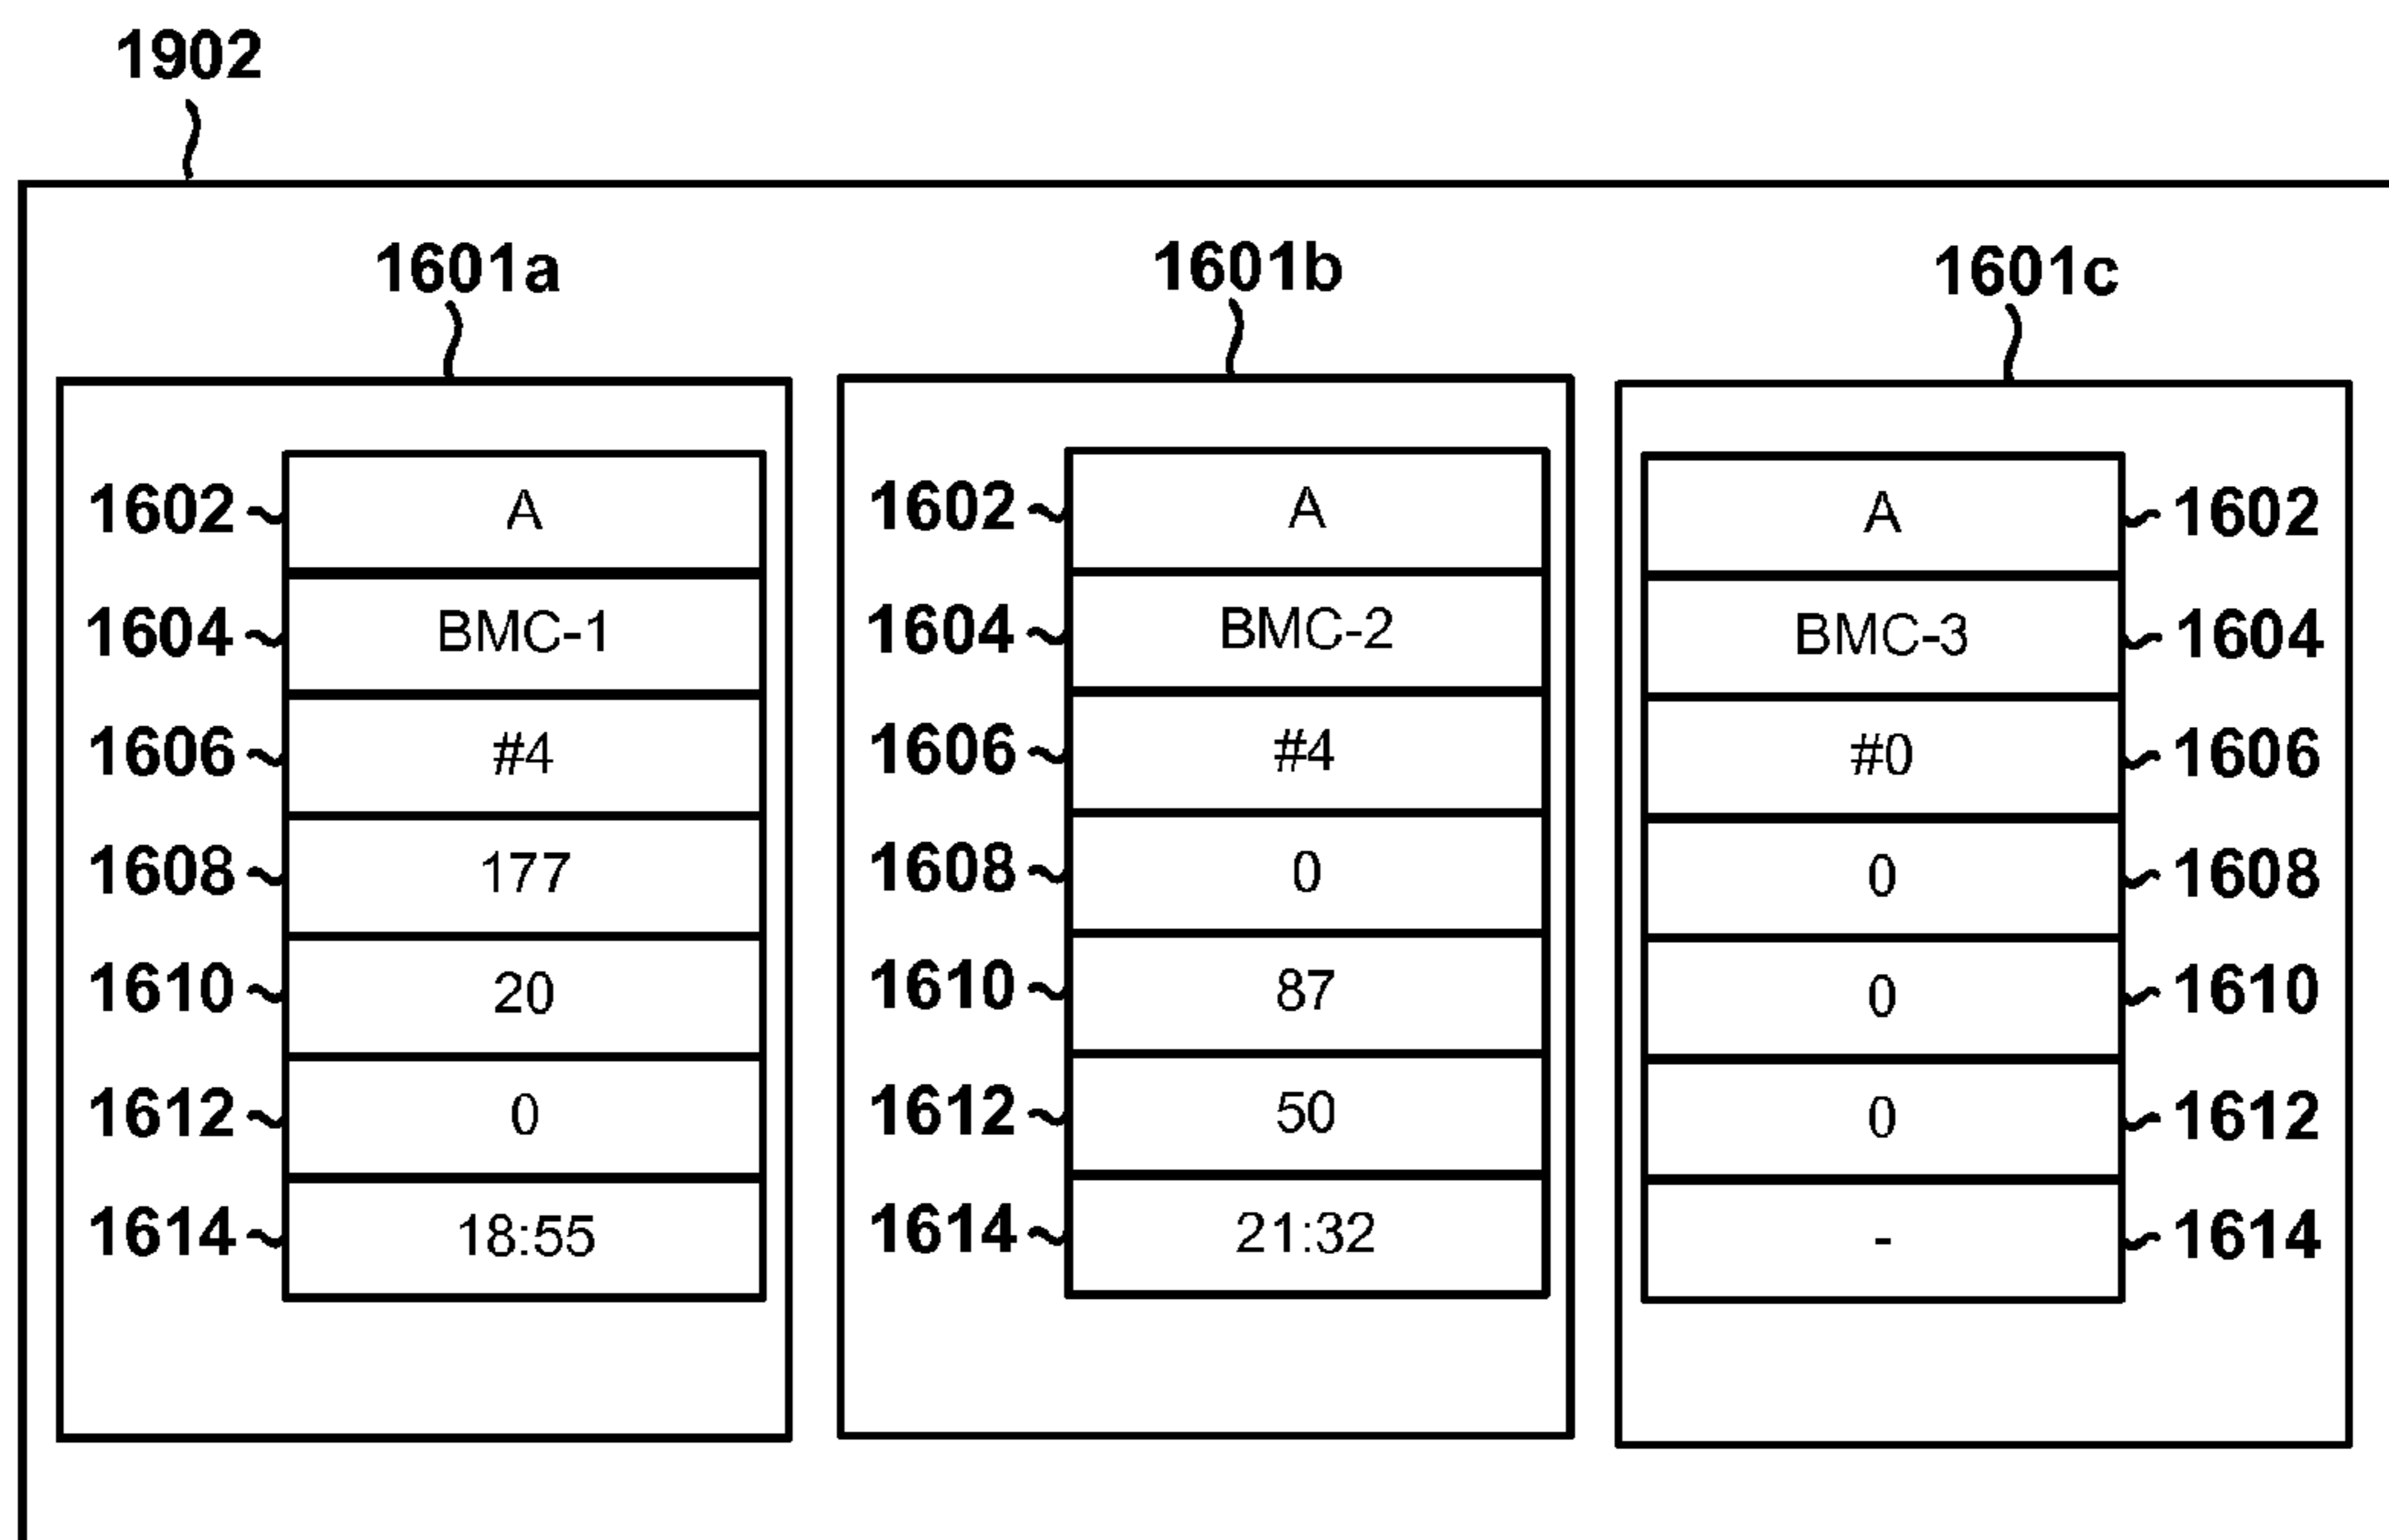 1902
1601a 1601b 1601c
1602 A 1602 A A 1602
1604 BMC-1 1604 BMC-2 BMC-3 1604
1606 #4 1606 #4 #0 1606
1608 177 1608 0 0 1608
1610 20 1610 87 0 1610
1612 0 1612 50 0 1612
1614 18:55 1614 21:32 - 1614